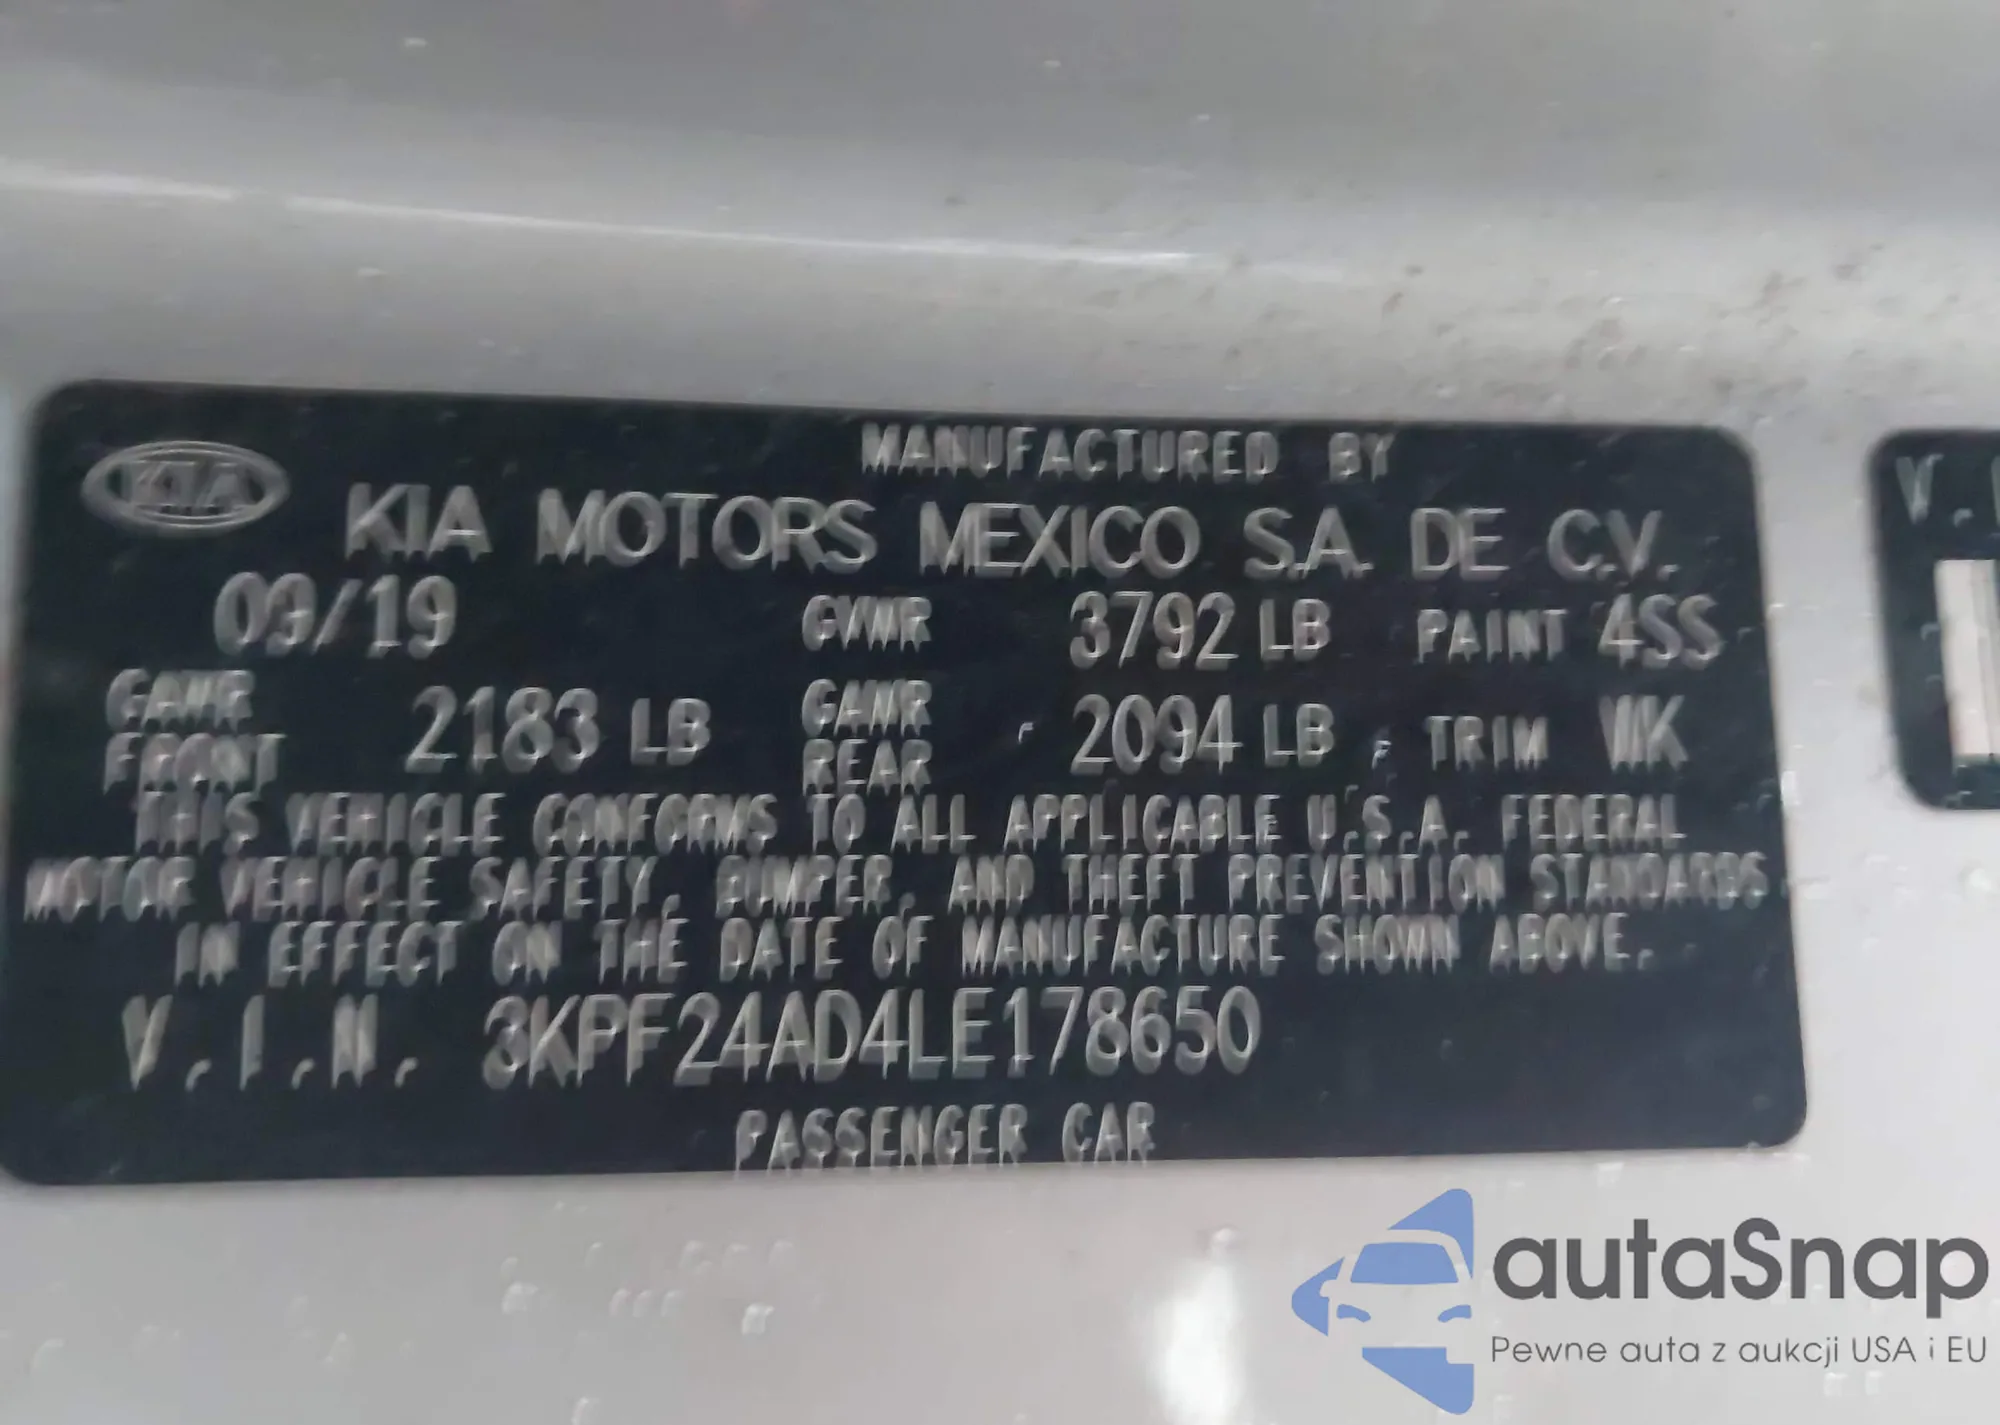 MANUFACTURED BY
KIA KIA MOTORS MEXICO S.A. DE C.V.
09/19 GVWR 3792 LB PAINT 4SS
GAWR FRONT 2183 LB GAWR REAR 2094 LB TRIM WK
THIS VEHICLE CONFORMS TO ALL APPLICABLE U.S.A. FEDERAL
MOTOR VEHICLE SAFETY, BUMPER, AND THEFT PREVENTION STANDARDS
IN EFFECT ON THE DATE OF MANUFACTURE SHOWN ABOVE.
V.I.N. 3KPF24AD4LE178650
PASSENGER CAR
V.
autaSnap
Pewne auta z aukcji USA i EU